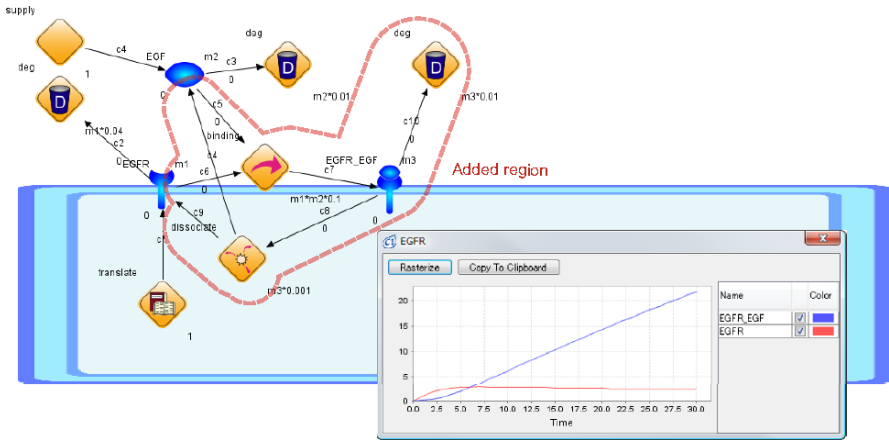 supply
c4
EGF
m2
c3
deg
deg
deg
1
0
0
m1*0.04
c2
0
EGFR
m1
c5
0
binding
c4
c6
0
m2*0.01
m3*0.01
c10
0
c7
EGFR_EGF
m3
Added region
m1*m2*0.1
0
c9
c8
0
0
dissociate
translate
m3*0.001
1
EGFR
Rasterize
Copy To Clipboard
Name
Color
EGFR_EGF
EGFR
20
15
10
5
0
0.0 2.5 5.0 7.5 10.0 12.5 15.0 17.5 20.0 22.5 25.0 27.5 30.0
Time